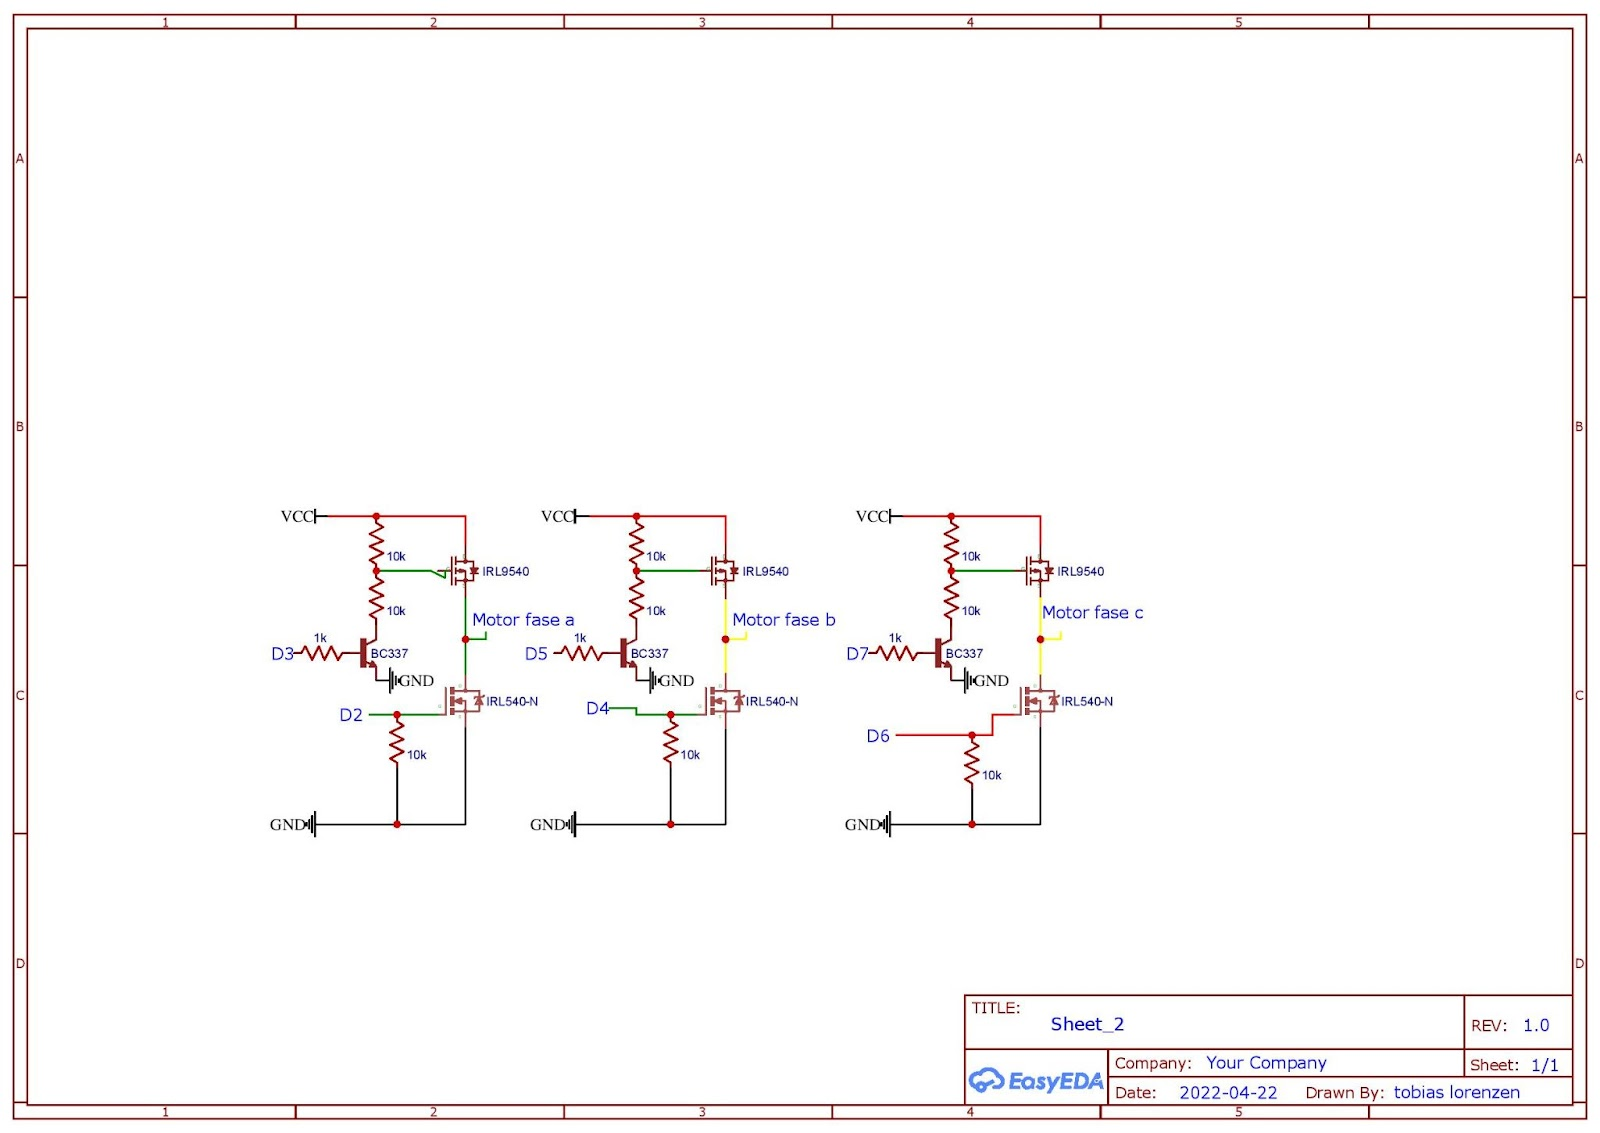 1 2 3 4 5
A A
B B
VCC VCC VCC
10k IRL9540 10k IRL9540 10k IRL9540
10k 10k 10k
Motor fase a Motor fase b Motor fase c
D3 1k BC337 D5 1k BC337 D7 1k BC337
GND GND GND
C C
IRL540-N IRL540-N IRL540-N
D2 D4 D6
10k 10k 10k
GND GND GND
D D
TITLE:
Sheet_2
REV: 1.0
EasyEDA
Company: Your Company
Sheet: 1/1
Date: 2022-04-22 Drawn By: tobias lorenzen
1 2 3 4 5